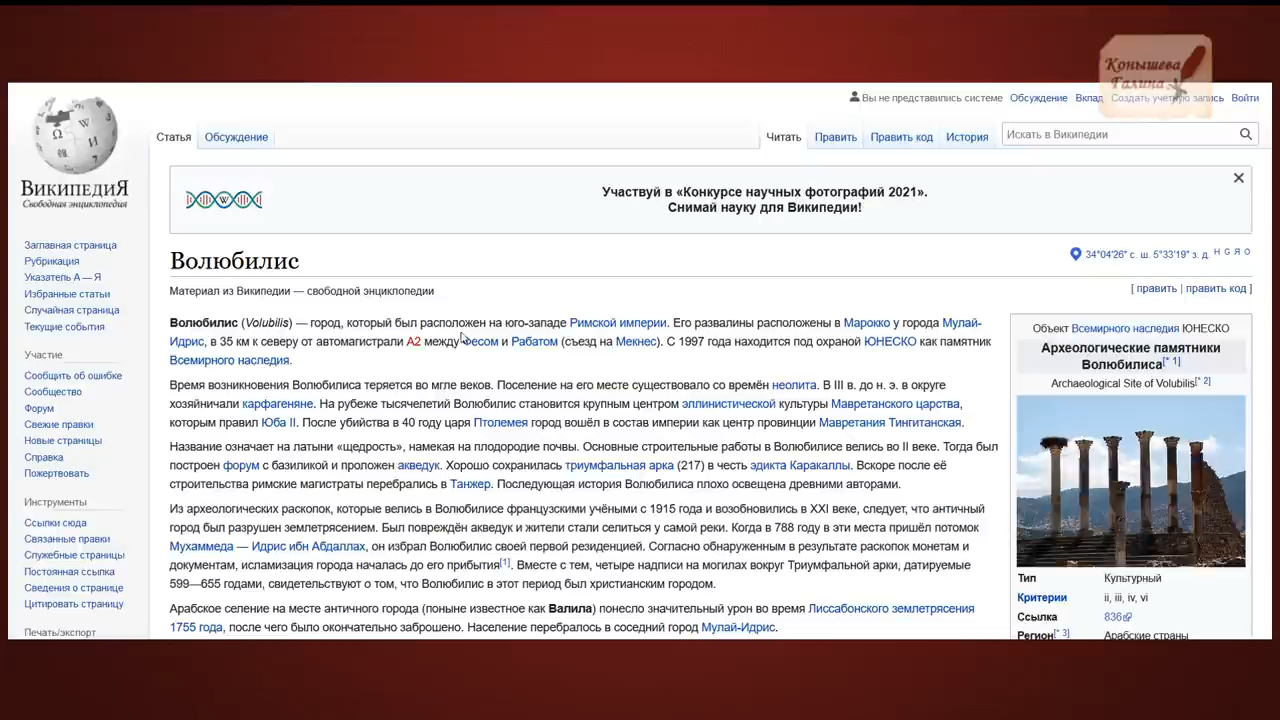 Конышева
Галина
Вы не представились системе Обсуждение Вклад Создать учётную запись Войти
Статья Обсуждение Читать Править Править код История Искать в Википедии
ВИКИПЕДИЯ
Свободная энциклопедия
Участвуй в «Конкурсе научных фотографий 2021».
Снимай науку для Википедии!
Заглавная страница
Рубрикация
Указатель А — Я
Избранные статьи
Случайная страница
Текущие события
Участие
Сообщить об ошибке
Сообщество
Форум
Свежие правки
Новые страницы
Справка
Пожертвовать
Инструменты
Ссылки сюда
Связанные правки
Служебные страницы
Постоянная ссылка
Сведения о странице
Цитировать страницу
Печать/экспорт
Волюбилис
34°04′26″ с. ш. 5°33′19″ з. д. H G Я O
Материал из Википедии — свободной энциклопедии
[ править | править код ]
Волюбилис (Volubilis) — город, который был расположен на юго-западе Римской империи. Его развалины расположены в Марокко у города Мулай-
Идрис, в 35 км к северу от автомагистрали A2 между Фесом и Рабатом (съезд на Мекнес). С 1997 года находится под охраной ЮНЕСКО как памятник
Всемирного наследия.
Время возникновения Волюбилиса теряется во мгле веков. Поселение на его месте существовало со времён неолита. В III в. до н. э. в округе
хозяйничали карфагеняне. На рубеже тысячелетий Волюбилис становится крупным центром эллинистической культуры Мавретанского царства,
которым правил Юба II. После убийства в 40 году царя Птолемея город вошёл в состав империи как центр провинции Мавретания Тингитанская.
Название означает на латыни «щедрость», намекая на плодородие почвы. Основные строительные работы в Волюбилисе велись во II веке. Тогда был
построен форум с базиликой и проложен акведук. Хорошо сохранилась триумфальная арка (217) в честь эдикта Каракаллы. Вскоре после её
строительства римские магистраты перебрались в Танжер. Последующая история Волюбилиса плохо освещена древними авторами.
Из археологических раскопок, которые велись в Волюбилисе французскими учёными с 1915 года и возобновились в XXI веке, следует, что античный
город был разрушен землетрясением. Был повреждён акведук и жители стали селиться у самой реки. Когда в 788 году в эти места пришёл потомок
Мухаммеда — Идрис ибн Абдаллах, он избрал Волюбилис своей первой резиденцией. Согласно обнаруженным в результате раскопок монетам и
документам, исламизация города началась до его прибытия[1]. Вместе с тем, четыре надписи на могилах вокруг Триумфальной арки, датируемые
599—655 годами, свидетельствуют о том, что Волюбилис в этот период был христианским городом.
Арабское селение на месте античного города (поныне известное как Валила) понесло значительный урон во время Лиссабонского землетрясения
1755 года, после чего было окончательно заброшено. Население перебралось в соседний город Мулай-Идрис.
Объект Всемирного наследия ЮНЕСКО
Археологические памятники
Волюбилиса[* 1]
Archaeological Site of Volubilis[* 2]
Тип Культурный
Критерии ii, iii, iv, vi
Ссылка 836
Регион[* 3] Арабские страны